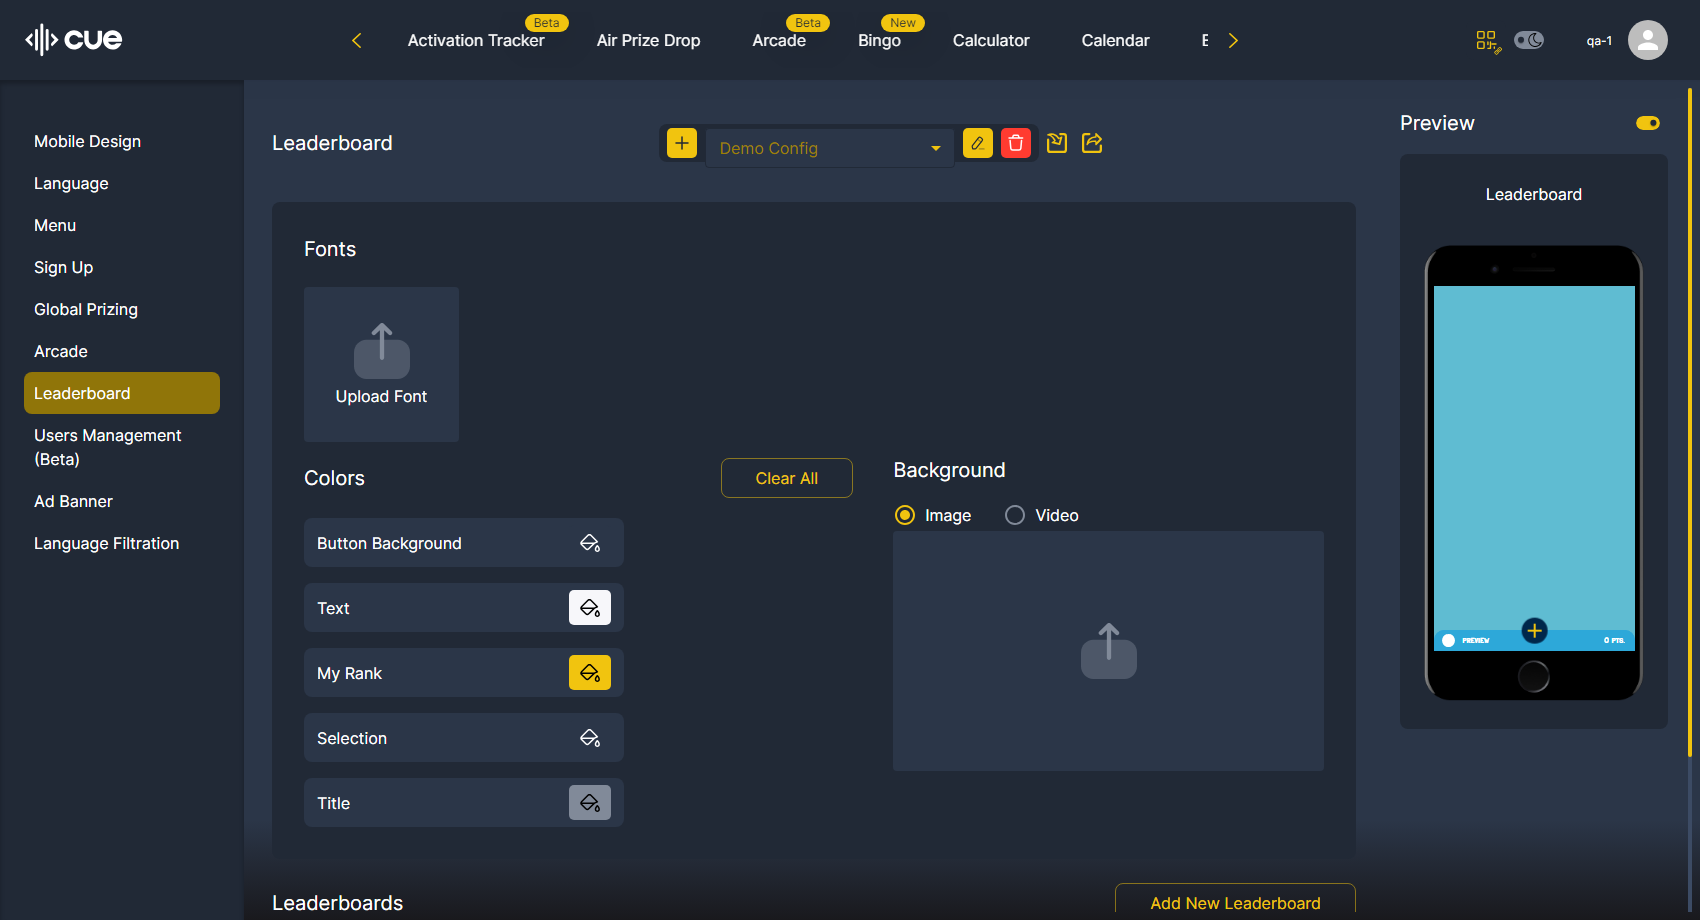 cue
Activation Tracker
Beta
Air Prize Drop
Arcade
Beta
Bingo
New
Calculator
Calendar
qa-1
Mobile Design
Language
Menu
Sign Up
Global Prizing
Arcade
Leaderboard
Users Management
(Beta)
Ad Banner
Language Filtration
Leaderboard
Demo Config
Fonts
Upload Font
Colors
Clear All
Button Background
Text
My Rank
Selection
Title
Background
Image
Video
Leaderboards
Add New Leaderboard
Preview
Leaderboard
PREVIEW
0 PTS.